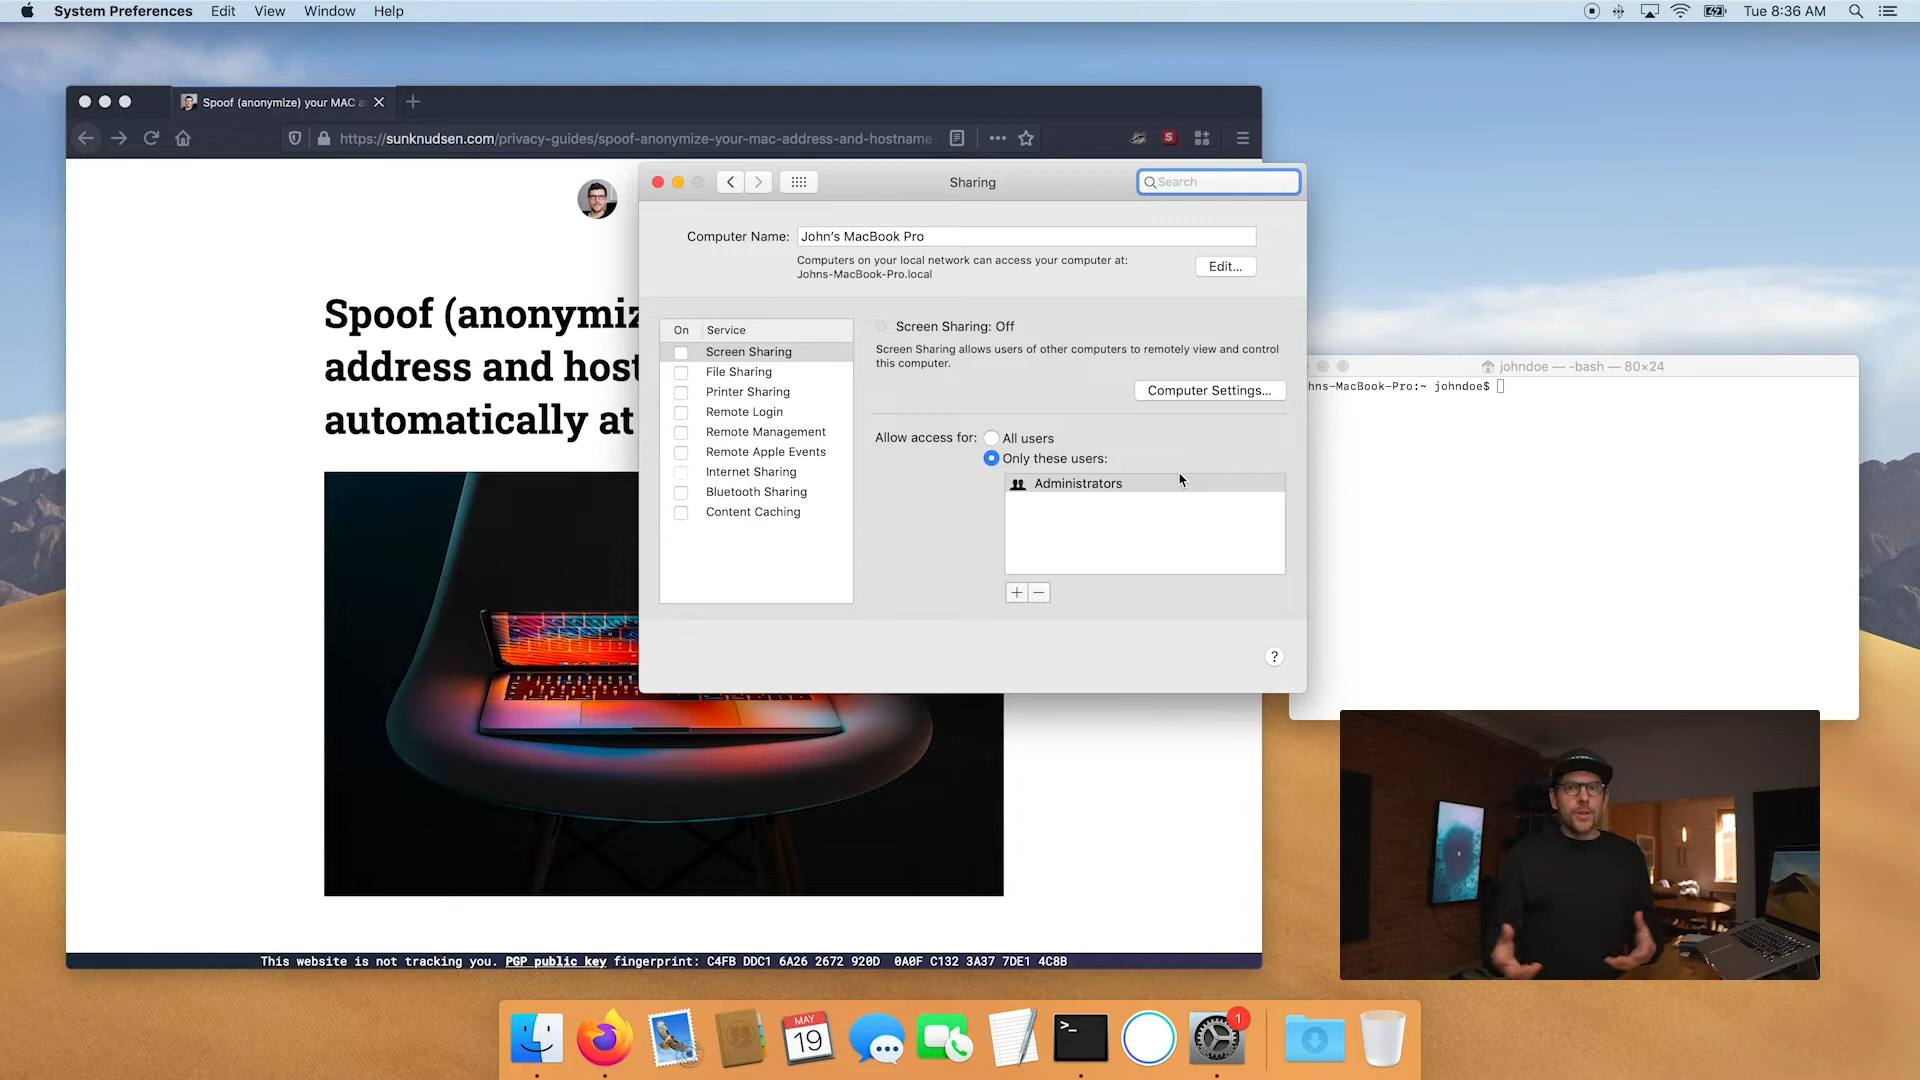 System Preferences Edit View Window Help
Tue 8:36 AM
Spoof (anonymize) your MAC a
https://sunknudsen.com/privacy-guides/spoof-anonymize-your-mac-address-and-hostname-
S
Spoof (anonymiz
address and host
automatically at
This website is not tracking you. PGP public key fingerprint: C4FB DDC1 6A26 2672 920D 0A0F C132 3A37 7DE1 4C8B
Sharing
Search
Computer Name: John's MacBook Pro
Computers on your local network can access your computer at:
Johns-MacBook-Pro.local
Edit...
On Service
Screen Sharing
File Sharing
Printer Sharing
Remote Login
Remote Management
Remote Apple Events
Internet Sharing
Bluetooth Sharing
Content Caching
Screen Sharing: Off
Screen Sharing allows users of other computers to remotely view and control
this computer.
Computer Settings...
Allow access for: All users
Only these users:
Administrators
+ −
?
johndoe — -bash — 80×24
hns-MacBook-Pro:~ johndoe$
MAY
19
>_
1